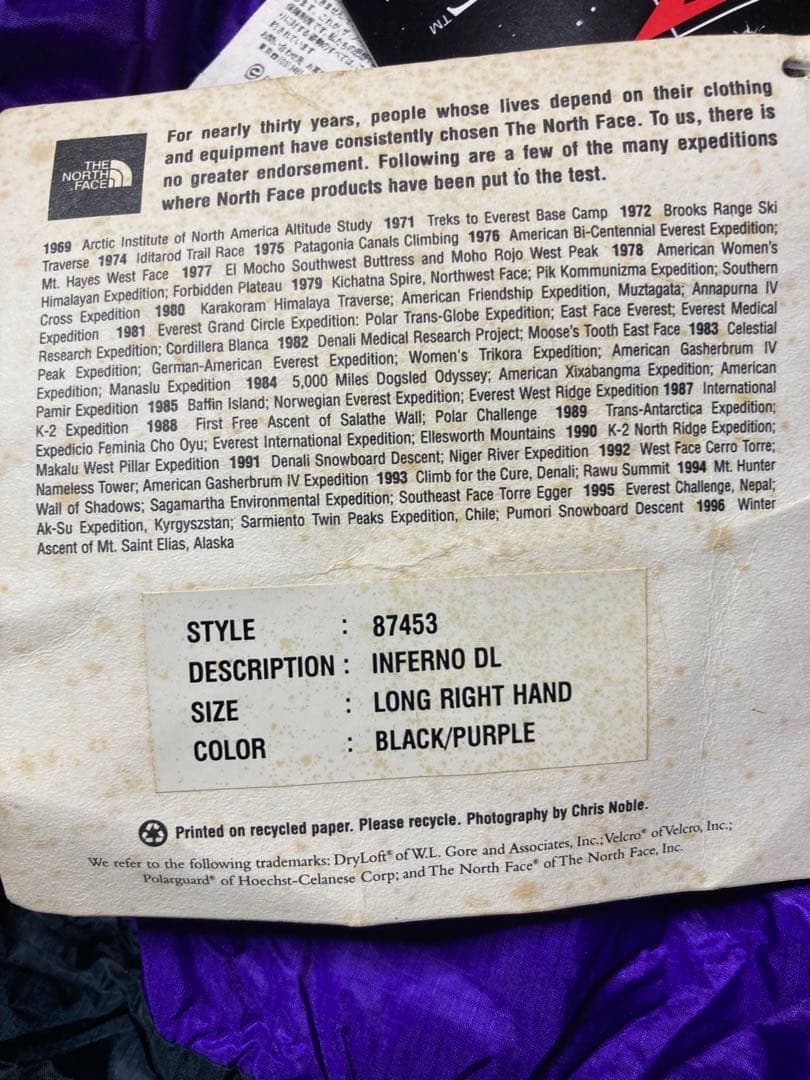 THE
NORTH
FACE
For nearly thirty years, people whose lives depend on their clothing
and equipment have consistently chosen The North Face. To us, there is
no greater endorsement. Following are a few of the many expeditions
where North Face products have been put to the test.
1969 Arctic Institute of North America Altitude Study 1971 Treks to Everest Base Camp 1972 Brooks Range Ski
Traverse 1974 Iditarod Trail Race 1975 Patagonia Canals Climbing 1976 American Bi-Centennial Everest Expedition;
Mt. Hayes West Face 1977 El Mocho Southwest Buttress and Moho Rojo West Peak 1978 American Women's
Himalayan Expedition; Forbidden Plateau 1979 Kichatna Spire, Northwest Face; Pik Kommunizma Expedition; Southern
Cross Expedition 1980 Karakoram Himalaya Traverse; American Friendship Expedition, Muztagata; Annapurna IV
Expedition 1981 Everest Grand Circle Expedition: Polar Trans-Globe Expedition; East Face Everest; Everest Medical
Research Expedition; Cordillera Blanca 1982 Denali Medical Research Project; Moose's Tooth East Face 1983 Celestial
Peak Expedition; German-American Everest Expedition; Women's Trikora Expedition; American Gasherbrum IV
Expedition; Manaslu Expedition 1984 5,000 Miles Dogsled Odyssey; American Xixabangma Expedition; American
Pamir Expedition 1985 Baffin Island; Norwegian Everest Expedition; Everest West Ridge Expedition 1987 International
K-2 Expedition 1988 First Free Ascent of Salathe Wall; Polar Challenge 1989 Trans-Antarctica Expedition;
Expedicio Feminia Cho Oyu; Everest International Expedition; Ellesworth Mountains 1990 K-2 North Ridge Expedition;
Makalu West Pillar Expedition 1991 Denali Snowboard Descent; Niger River Expedition 1992 West Face Cerro Torre;
Nameless Tower; American Gasherbrum IV Expedition 1993 Climb for the Cure, Denali; Rawu Summit 1994 Mt. Hunter
Wall of Shadows; Sagamartha Environmental Expedition; Southeast Face Torre Egger 1995 Everest Challenge, Nepal;
Ak-Su Expedition, Kyrgyszstan; Sarmiento Twin Peaks Expedition, Chile; Pumori Snowboard Descent 1996 Winter
Ascent of Mt. Saint Elias, Alaska
STYLE : 87453
DESCRIPTION : INFERNO DL
SIZE : LONG RIGHT HAND
COLOR : BLACK/PURPLE
Printed on recycled paper. Please recycle. Photography by Chris Noble.
We refer to the following trademarks: DryLoft® of W.L. Gore and Associates, Inc.; Velcro® of Velcro, Inc.;
Polarguard® of Hoechst-Celanese Corp; and The North Face® of The North Face, Inc.